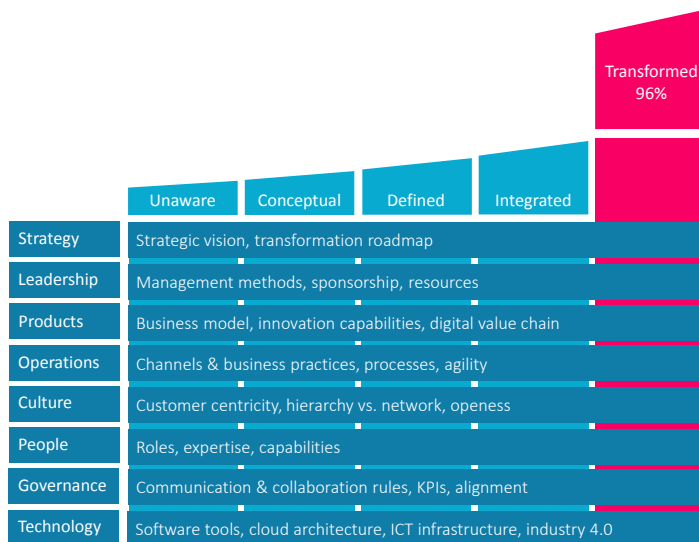 Transformed
96%
Unaware
Conceptual
Defined
Integrated
Strategy
Strategic vision, transformation roadmap
Leadership
Management methods, sponsorship, resources
Products
Business model, innovation capabilities, digital value chain
Operations
Channels & business practices, processes, agility
Culture
Customer centricity, hierarchy vs. network, openess
People
Roles, expertise, capabilities
Governance
Communication & collaboration rules, KPIs, alignment
Technology
Software tools, cloud architecture, ICT infrastructure, industry 4.0